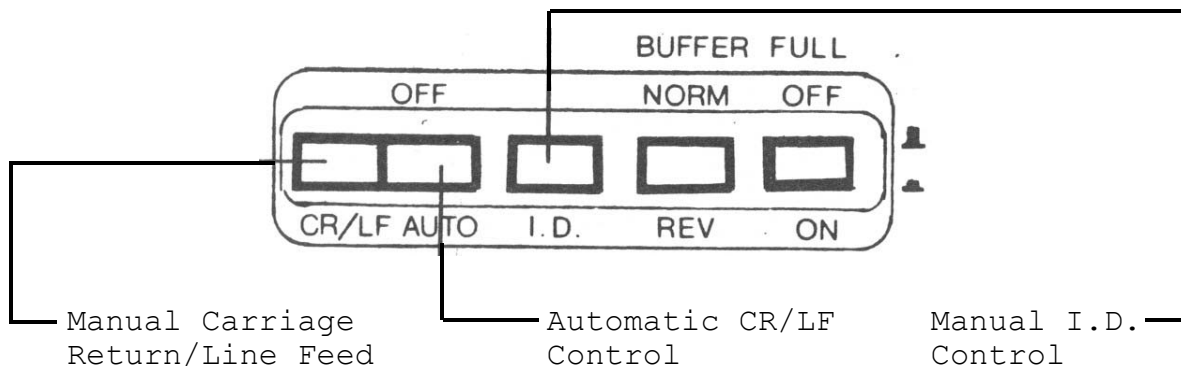 BUFFER FULL
OFF NORM OFF
CR/LF AUTO I.D. REV ON
Manual Carriage Return/Line Feed
Automatic CR/LF Control
Manual I.D. Control